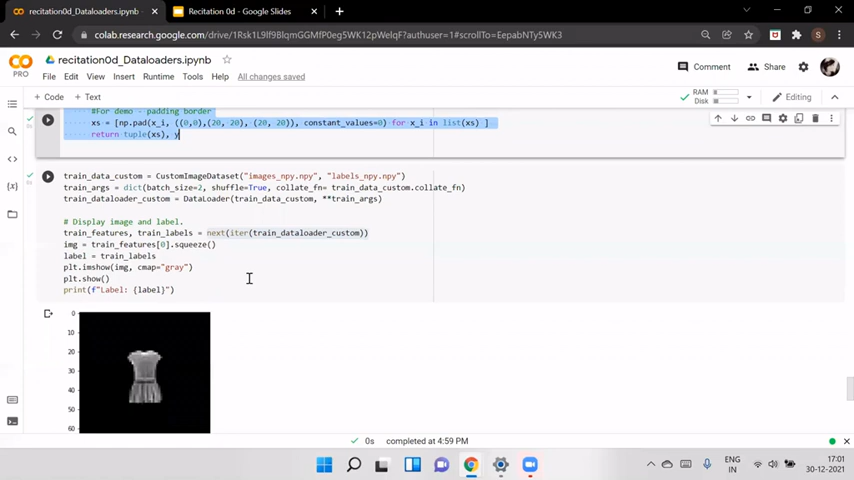 recitation0d_Dataloaders.ipynb
Recitation 0d - Google Slides
colab.research.google.com/drive/1Rsk1L9lf9BlqmGGMfP0eg5WK12pWelqF?authuser=1#scrollTo=EepabNTy5WK3
PRO
recitation0d_Dataloaders.ipynb
File Edit View Insert Runtime Tools Help All changes saved
Comment Share
+ Code + Text
RAM
Disk
Editing
#For demo - padding border
xs = [np.pad(x_i, ((0,0),(20, 20), (20, 20)), constant_values=0) for x_i in list(xs) ]
return tuple(xs), y
train_data_custom = CustomImageDataset("images_npy.npy", "labels_npy.npy")
train_args = dict(batch_size=2, shuffle=True, collate_fn= train_data_custom.collate_fn)
train_dataloader_custom = DataLoader(train_data_custom, **train_args)
# Display image and label.
train_features, train_labels = next(iter(train_dataloader_custom))
img = train_features[0].squeeze()
label = train_labels
plt.imshow(img, cmap="gray")
plt.show()
print(f"Label: {label}")
0
10
20
30
40
50
60
0s completed at 4:59 PM
ENG
IN
17:01
30-12-2021